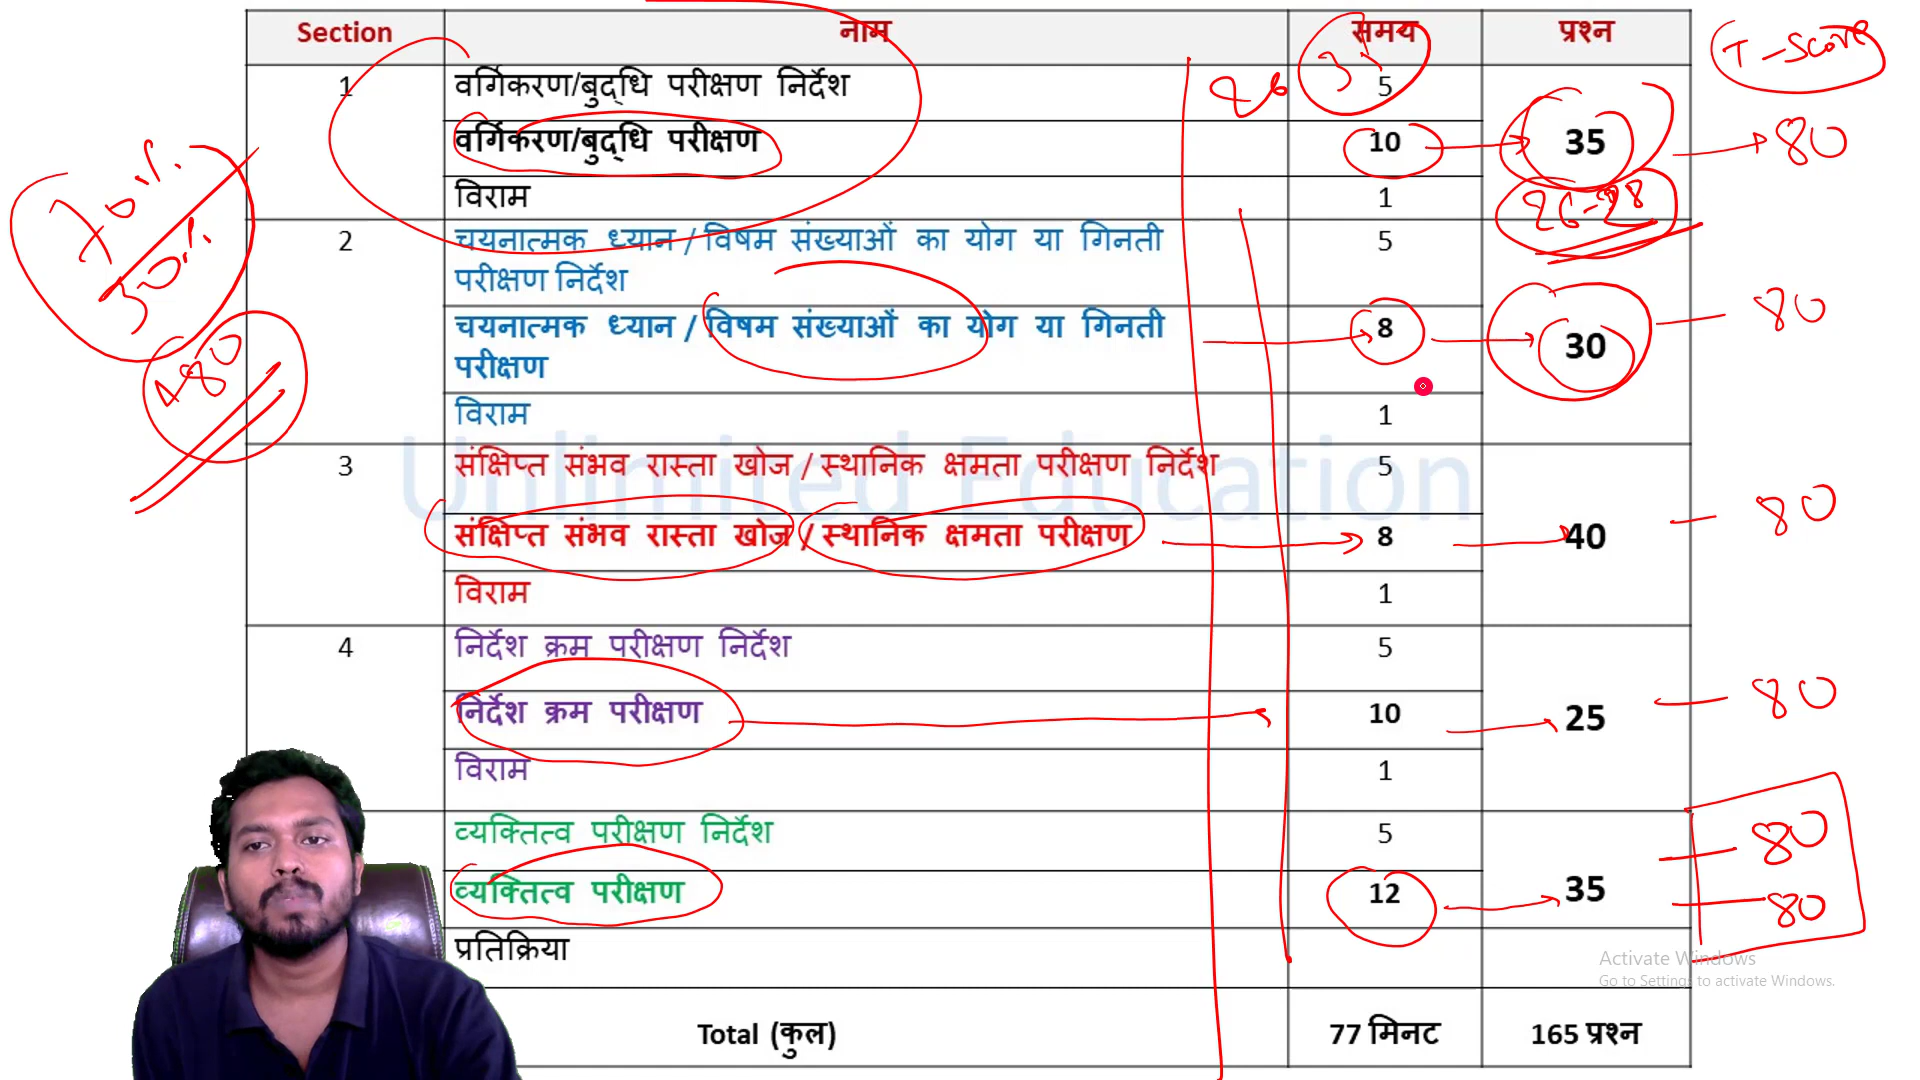 Section नाम समय प्रश्न
T-Score
1 वर्गिकरण/बुद्धि परीक्षण निर्देश 5
26 35
वर्गिकरण/बुद्धि परीक्षण 10 35 80
विराम 1
26-28
70%
30%
480
2 चयनात्मक ध्यान / विषम संख्याओं का योग या गिनती 5
परीक्षण निर्देश
चयनात्मक ध्यान / विषम संख्याओं का योग या गिनती 8 30 80
परीक्षण
विराम 1
Unlimited Education
3 संक्षिप्त संभव रास्ता खोज / स्थानिक क्षमता परीक्षण निर्देश 5
संक्षिप्त संभव रास्ता खोज / स्थानिक क्षमता परीक्षण 8 40 80
विराम 1
4 निर्देश क्रम परीक्षण निर्देश 5
निर्देश क्रम परीक्षण 10 25 80
विराम 1
व्यक्तित्व परीक्षण निर्देश 5 80
व्यक्तित्व परीक्षण 12 35 80
प्रतिक्रिया
Activate Windows
Go to Settings to activate Windows.
Total (कुल) 77 मिनट 165 प्रश्न